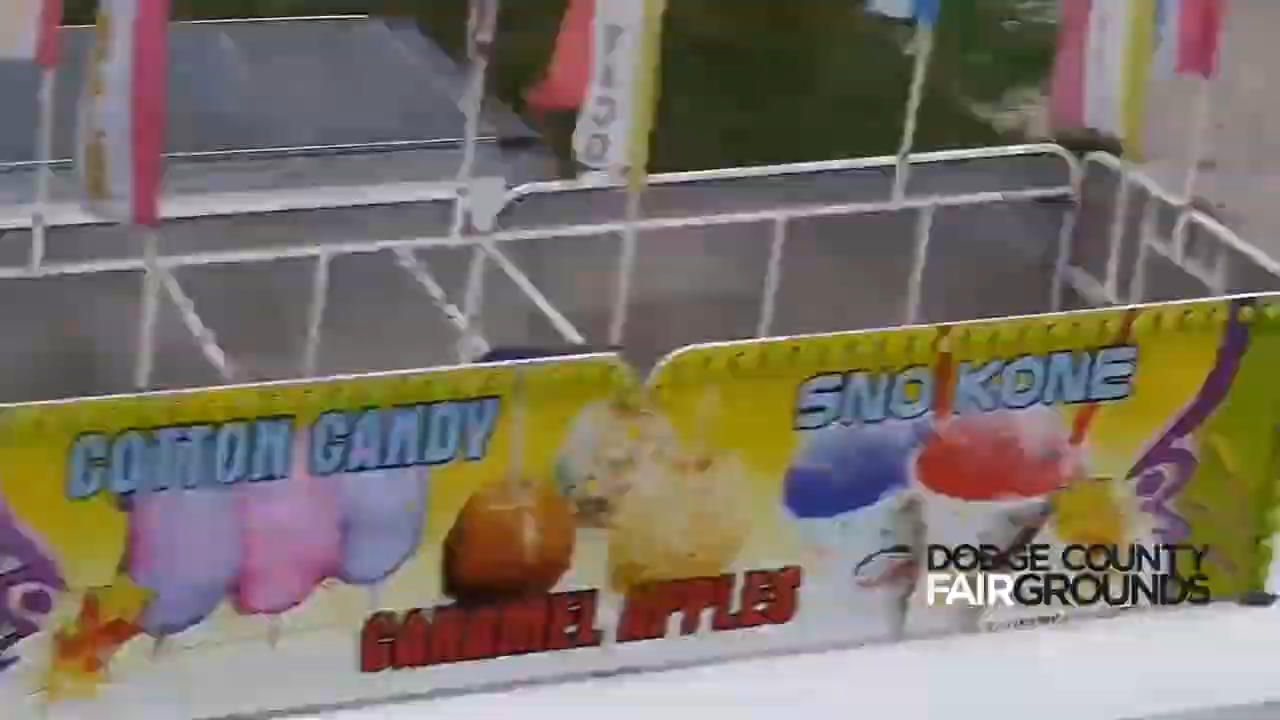 COTTON CANDY
SNO KONE
CARAMEL APPLES
DODGE COUNTY
FAIRGROUNDS